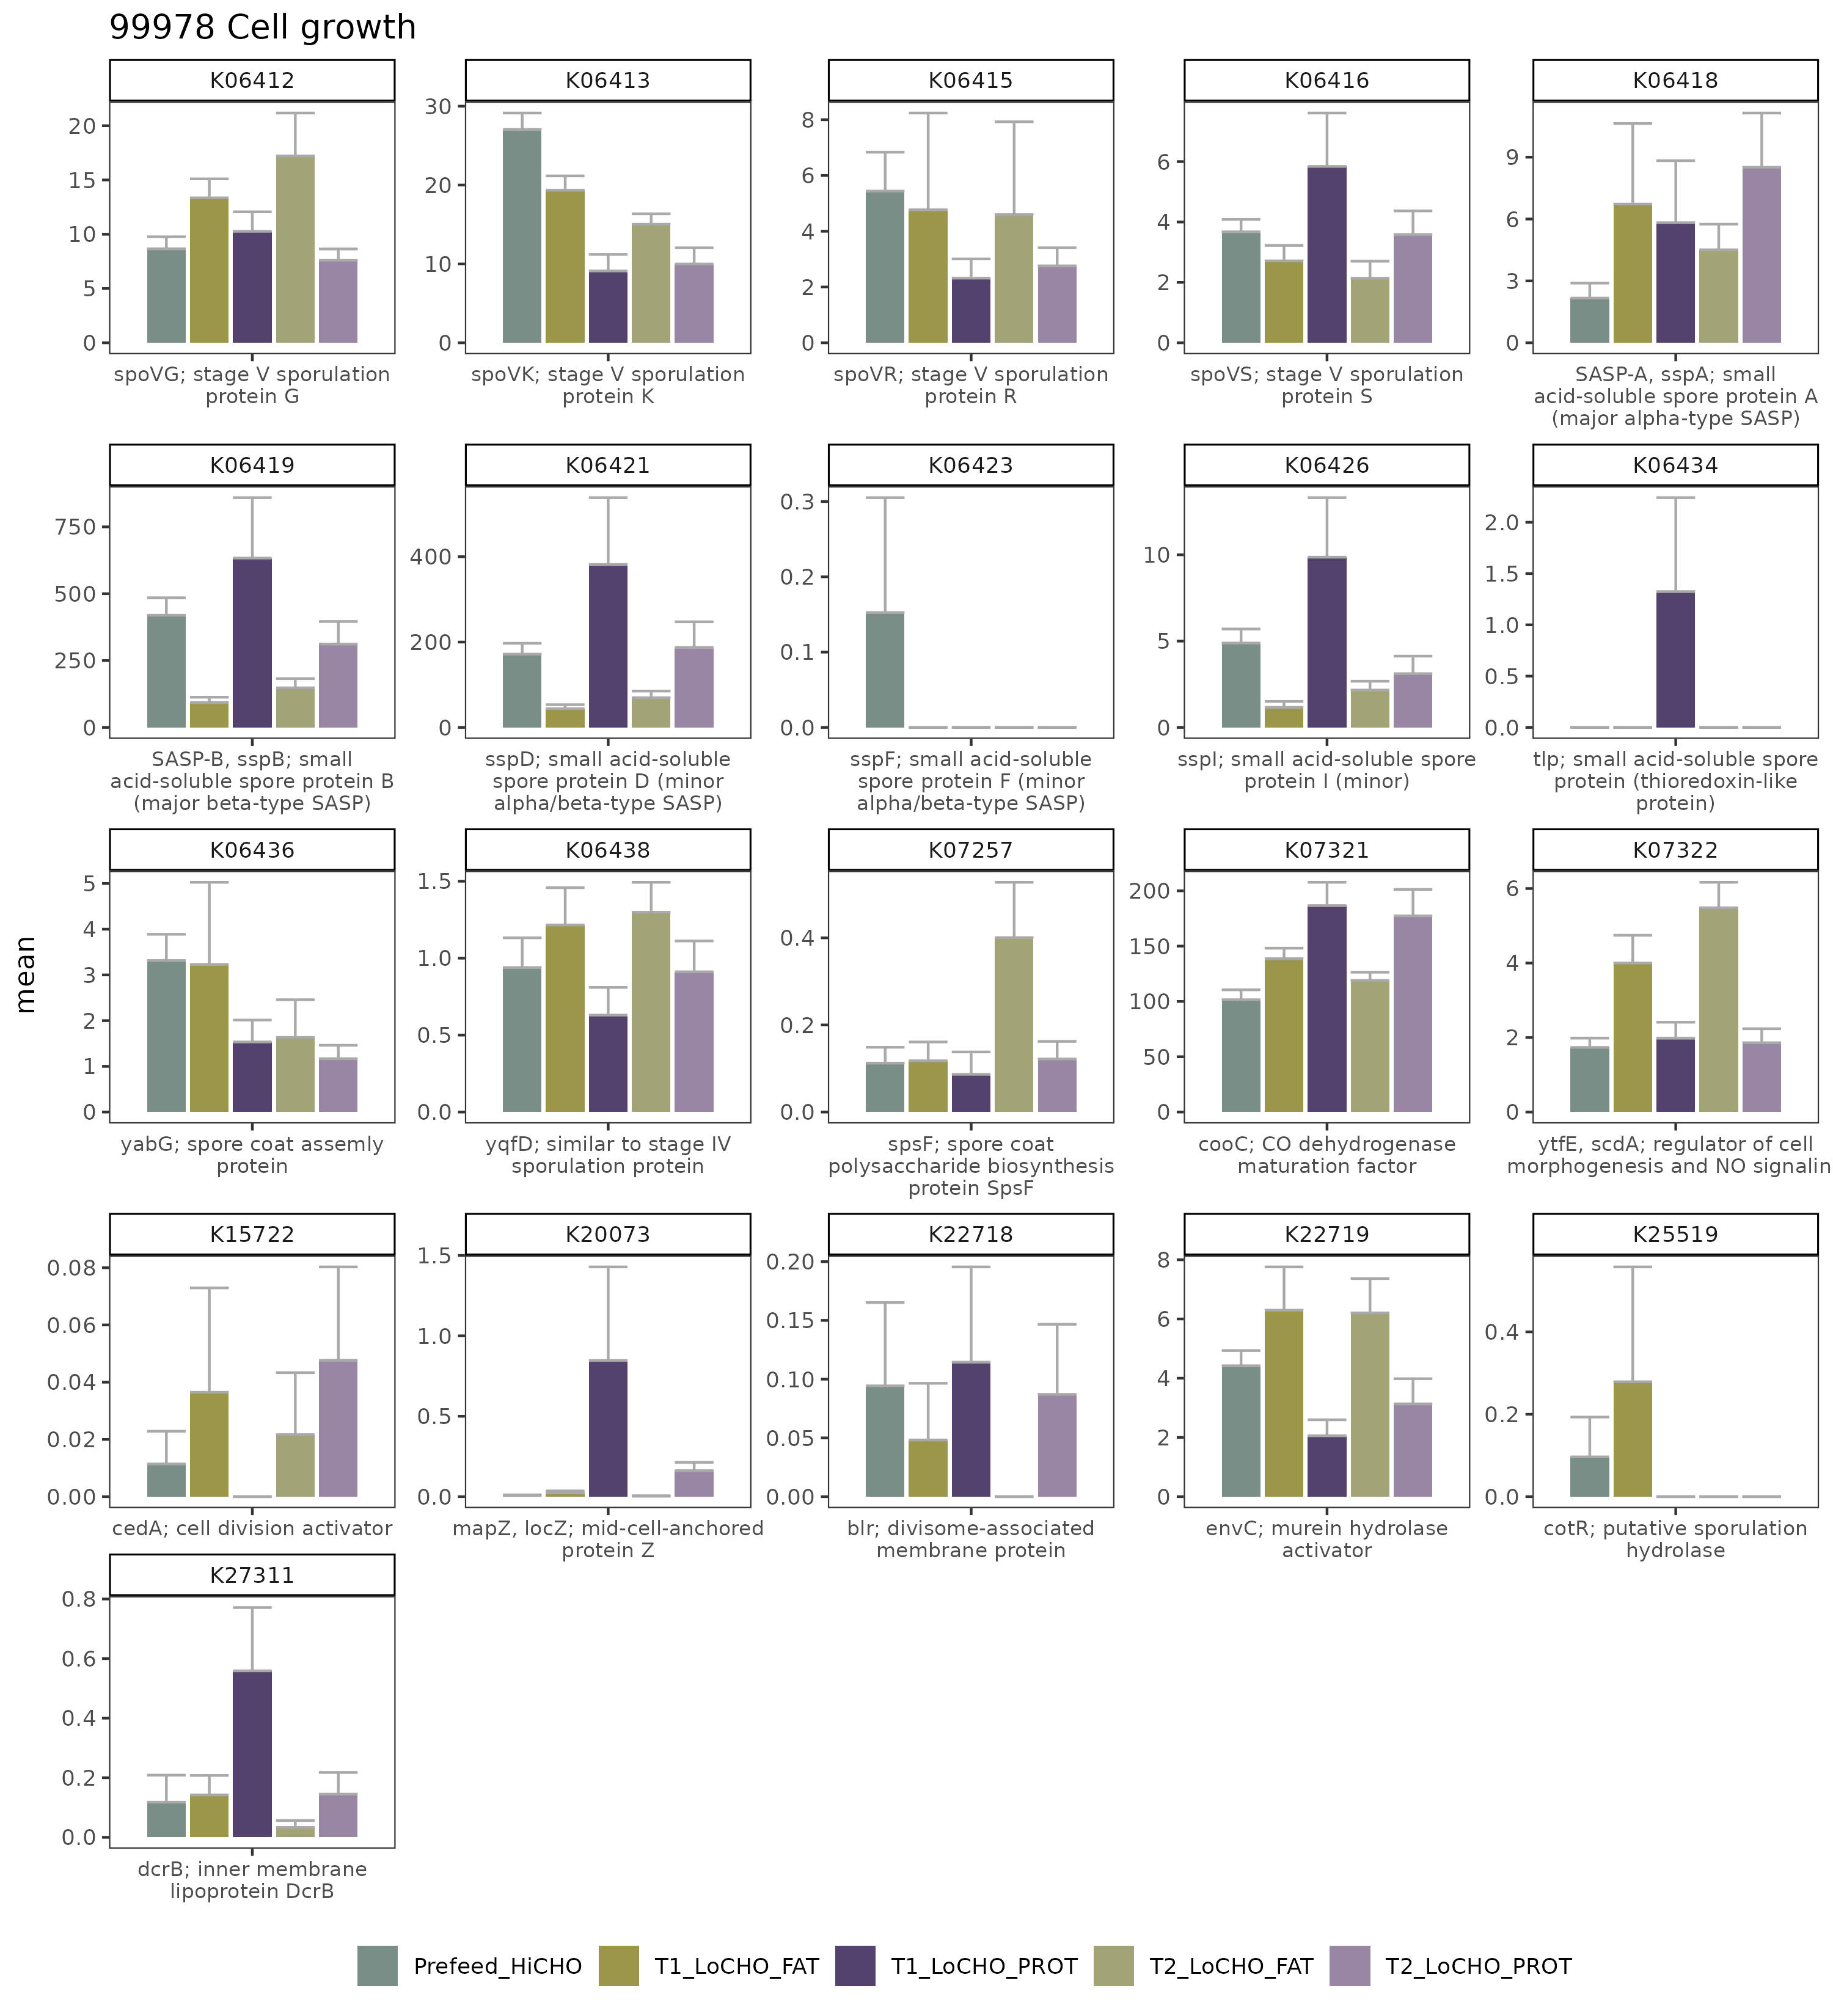 99978 Cell growth
K06412
K06413
K06415
K06416
K06418
20
15
10
5
0
30
20
10
0
8
6
4
2
0
6
4
2
0
9
6
3
0
spoVG; stage V sporulation
protein G
spoVK; stage V sporulation
protein K
spoVR; stage V sporulation
protein R
spoVS; stage V sporulation
protein S
SASP-A, sspA; small
acid-soluble spore protein A
(major alpha-type SASP)
K06419
K06421
K06423
K06426
K06434
750
500
250
0
400
200
0
0.3
0.2
0.1
0.0
10
5
0
2.0
1.5
1.0
0.5
0.0
SASP-B, sspB; small
acid-soluble spore protein B
(major beta-type SASP)
sspD; small acid-soluble
spore protein D (minor
alpha/beta-type SASP)
sspF; small acid-soluble
spore protein F (minor
alpha/beta-type SASP)
sspI; small acid-soluble spore
protein I (minor)
tlp; small acid-soluble spore
protein (thioredoxin-like
protein)
mean
K06436
K06438
K07257
K07321
K07322
5
4
3
2
1
0
1.5
1.0
0.5
0.0
0.4
0.2
0.0
200
150
100
50
0
6
4
2
0
yabG; spore coat assemly
protein
yqfD; similar to stage IV
sporulation protein
spsF; spore coat
polysaccharide biosynthesis
protein SpsF
cooC; CO dehydrogenase
maturation factor
ytfE, scdA; regulator of cell
morphogenesis and NO signalin
K15722
K20073
K22718
K22719
K25519
0.08
0.06
0.04
0.02
0.00
1.5
1.0
0.5
0.0
0.20
0.15
0.10
0.05
0.00
8
6
4
2
0
0.4
0.2
0.0
cedA; cell division activator
mapZ, locZ; mid-cell-anchored
protein Z
blr; divisome-associated
membrane protein
envC; murein hydrolase
activator
cotR; putative sporulation
hydrolase
K27311
0.8
0.6
0.4
0.2
0.0
dcrB; inner membrane
lipoprotein DcrB
Prefeed_HiCHO
T1_LoCHO_FAT
T1_LoCHO_PROT
T2_LoCHO_FAT
T2_LoCHO_PROT